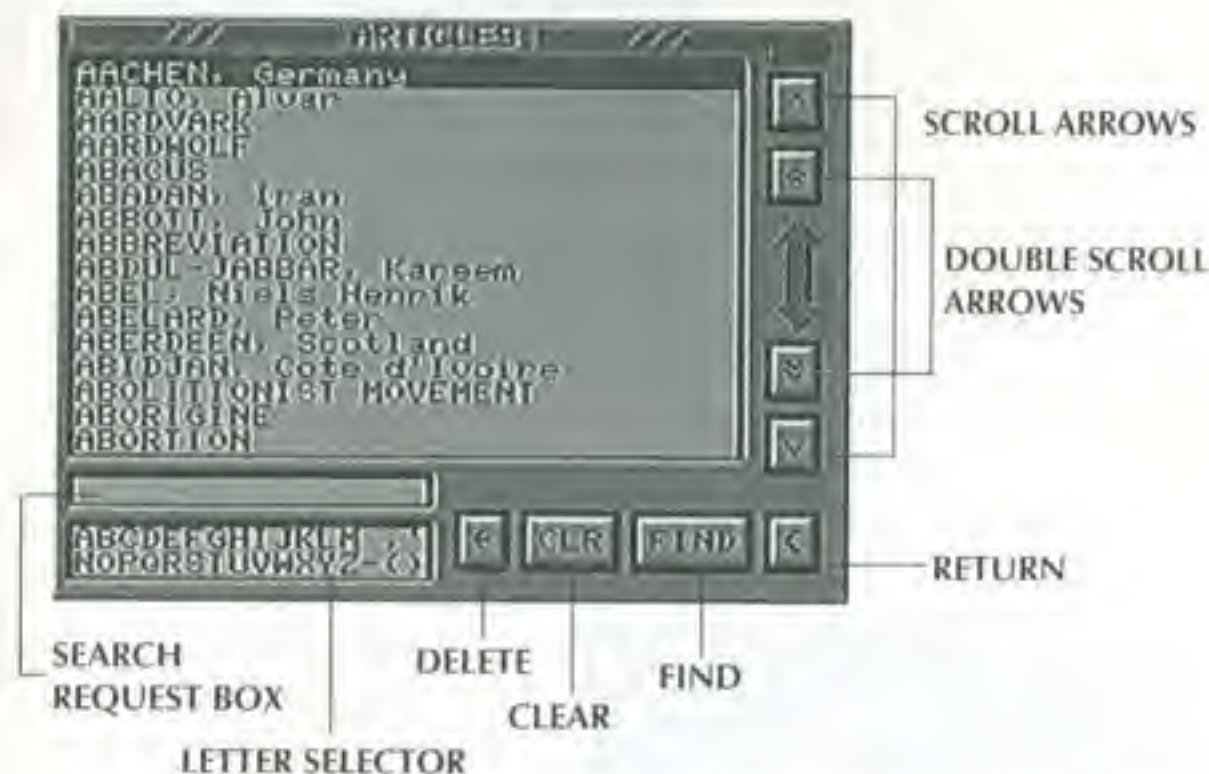 ARTICLES
AACHEN, Germany
AALTO, Alvar
AARDVARK
AARDWOLF
ABACUS
ABADAN, Iran
ABBOTT, John
ABBREVIATION
ABDUL-JABBAR, Kareem
ABEL, Niels Henrik
ABELARD, Peter
ABERDEEN, Scotland
ABIDJAN, Cote d'Ivoire
ABOLITIONIST MOVEMENT
ABORIGINE
ABORTION
SCROLL ARROWS
DOUBLE SCROLL
ARROWS
ABCDEFGHIJKLM ,'
NOPQRSTUVWXYZ-()
CLR
FIND
RETURN
SEARCH
REQUEST BOX
DELETE
CLEAR
FIND
LETTER SELECTOR